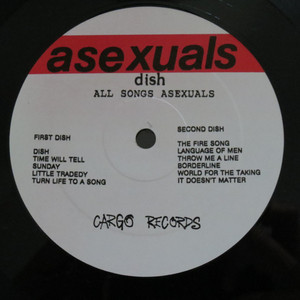 asexuals
dish
ALL SONGS ASEXUALS
FIRST DISH
DISH
TIME WILL TELL
SUNDAY
LITTLE TRADEDY
TURN LIFE TO A SONG
SECOND DISH
THE FIRE SONG
LANGUAGE OF MEN
THROW ME A LINE
BORDERLINE
WORLD FOR THE TAKING
IT DOESN'T MATTER
CARGO RECORDS